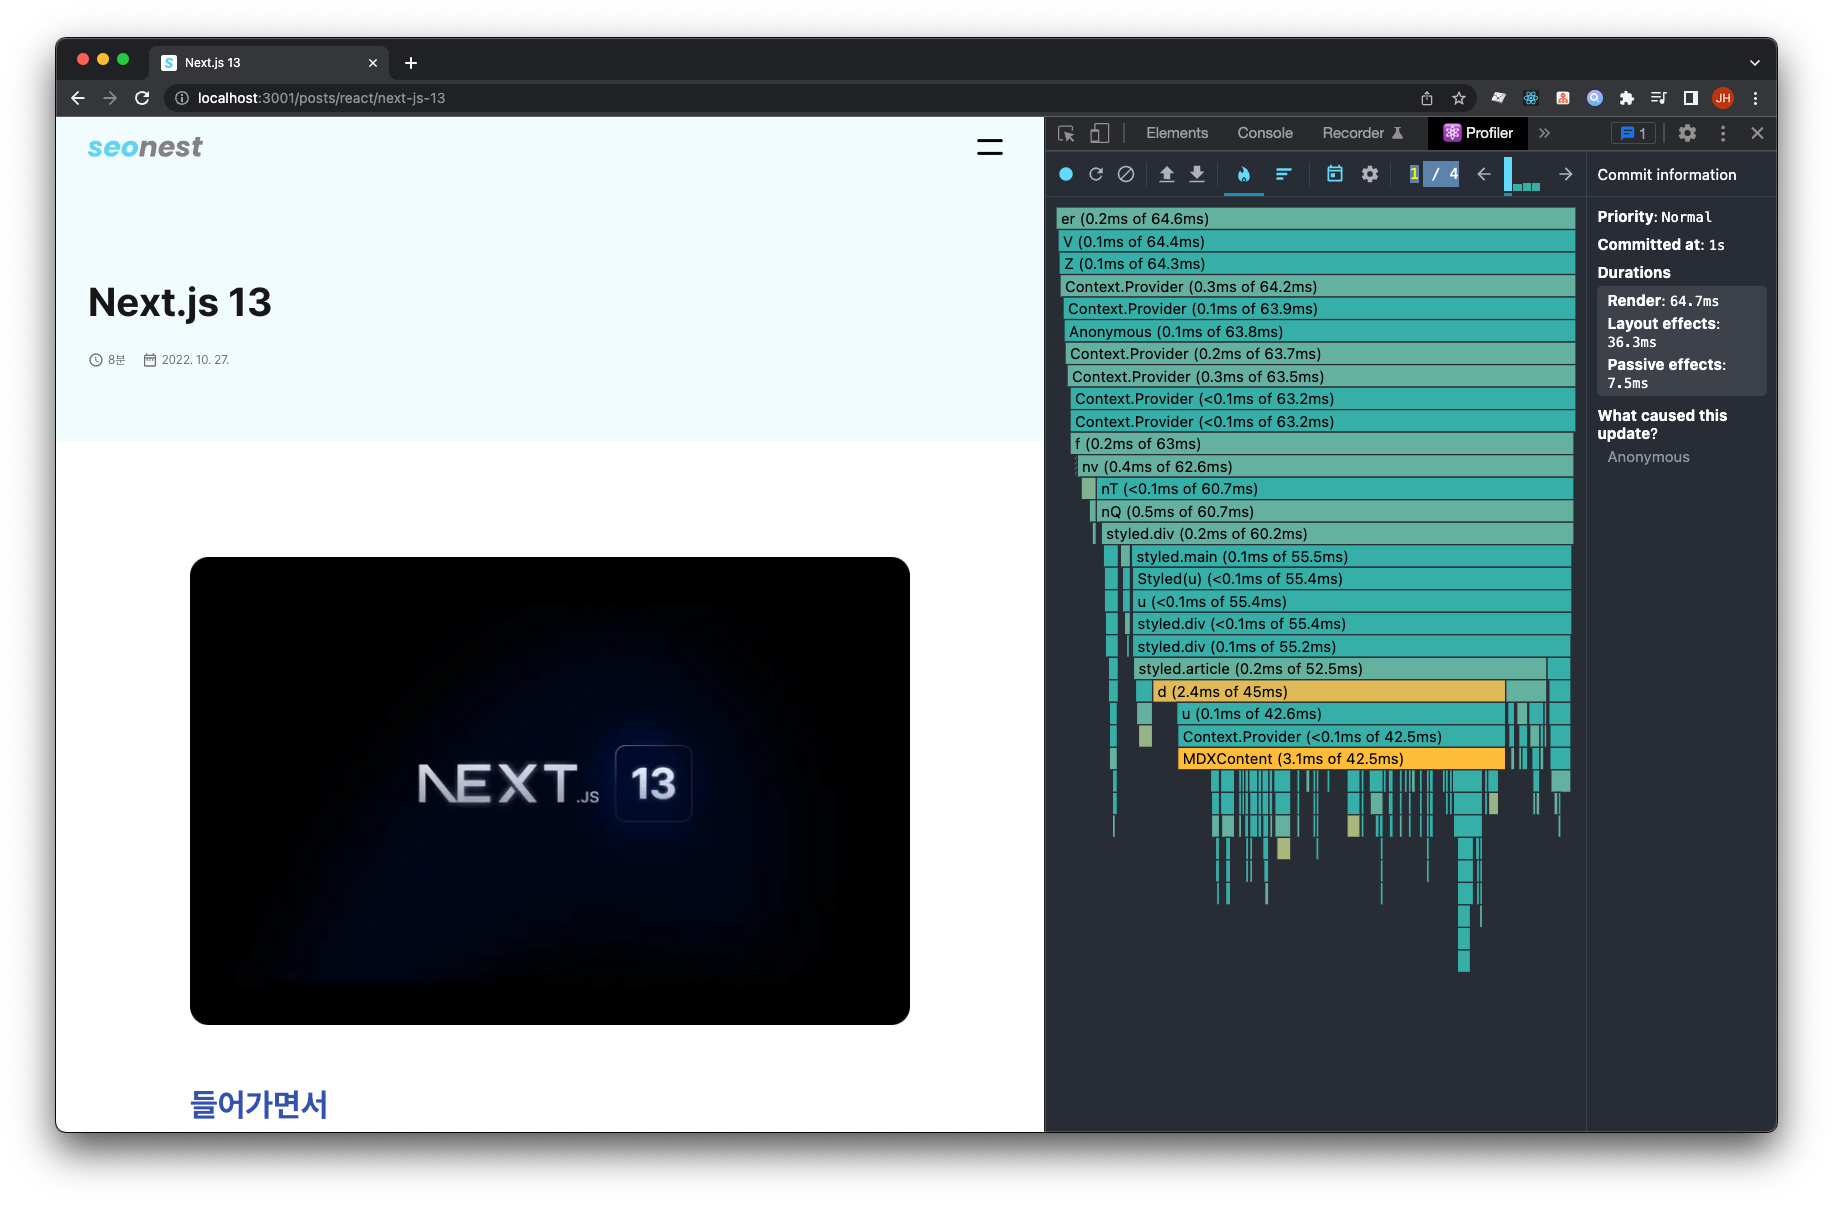 Next.js 13
localhost:3001/posts/react/next-js-13
JH
seonest
Next.js 13
8분
2022. 10. 27.
NEXT.JS 13
들어가면서
Elements
Console
Recorder
Profiler
1
1 / 4
er (0.2ms of 64.6ms)
V (0.1ms of 64.4ms)
Z (0.1ms of 64.3ms)
Context.Provider (0.3ms of 64.2ms)
Context.Provider (0.1ms of 63.9ms)
Anonymous (0.1ms of 63.8ms)
Context.Provider (0.2ms of 63.7ms)
Context.Provider (0.3ms of 63.5ms)
Context.Provider (<0.1ms of 63.2ms)
Context.Provider (<0.1ms of 63.2ms)
f (0.2ms of 63ms)
nv (0.4ms of 62.6ms)
nT (<0.1ms of 60.7ms)
nQ (0.5ms of 60.7ms)
styled.div (0.2ms of 60.2ms)
styled.main (0.1ms of 55.5ms)
Styled(u) (<0.1ms of 55.4ms)
u (<0.1ms of 55.4ms)
styled.div (<0.1ms of 55.4ms)
styled.div (0.1ms of 55.2ms)
styled.article (0.2ms of 52.5ms)
d (2.4ms of 45ms)
u (0.1ms of 42.6ms)
Context.Provider (<0.1ms of 42.5ms)
MDXContent (3.1ms of 42.5ms)
Commit information
Priority: Normal
Committed at: 1s
Durations
Render: 64.7ms
Layout effects:
36.3ms
Passive effects:
7.5ms
What caused this
update?
Anonymous